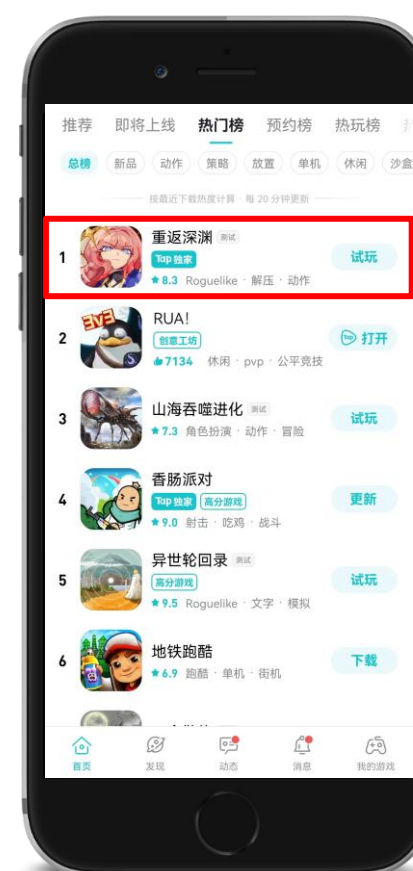 推荐 即将上线 热门榜 预约榜 热玩榜
总榜 新品 动作 策略 放置 单机 休闲 沙盒
按最近下载热度计算·每 20 分钟更新
1 重返深渊 测试
Tap 独家 试玩
8.3 Roguelike · 解压 · 动作
3v3
2 RUA!
创意工坊 Tap 打开
7134 休闲 · pvp · 公平竞技
3 山海吞噬进化 测试
试玩
7.3 角色扮演 · 动作 · 冒险
4 香肠派对
Tap 独家 高分游戏 更新
9.0 射击 · 吃鸡 · 战斗
5 异世轮回录 测试
高分游戏 试玩
9.5 Roguelike · 文字 · 模拟
6 地铁跑酷
下载
6.9 跑酷 · 单机 · 街机
首页 发现 动态 消息 我的游戏